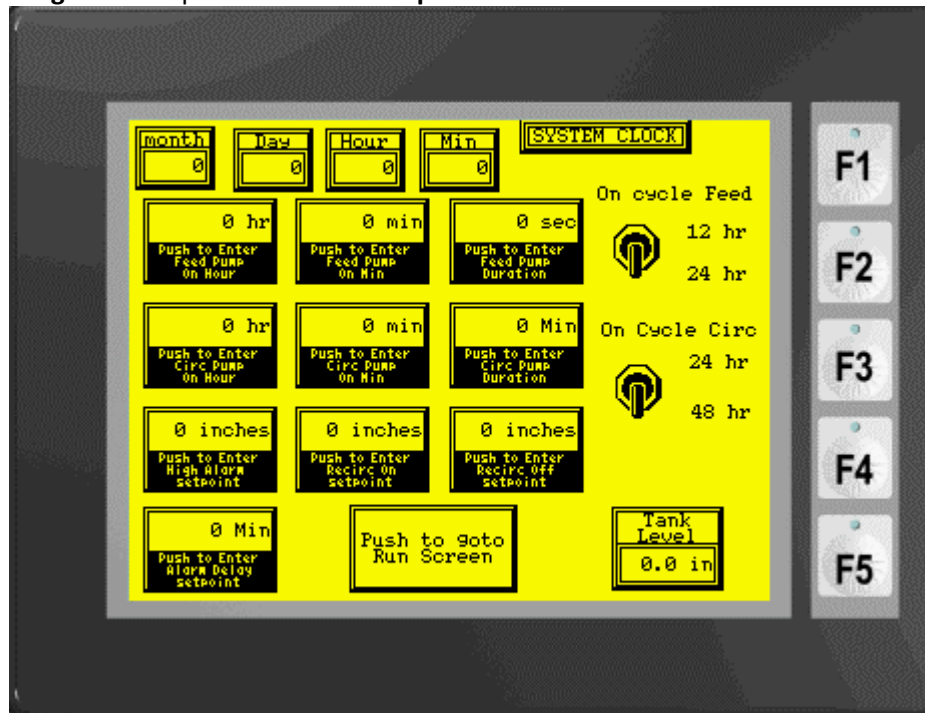 month Day Hour Min SYSTEM CLOCK
0 0 0 0
On cycle Feed
12 hr
24 hr
0 hr
Push to Enter
Feed Pump
On Hour
0 min
Push to Enter
Feed Pump
On Min
0 sec
Push to Enter
Feed Pump
Duration
0 hr
Push to Enter
Circ Pump
On Hour
0 min
Push to Enter
Circ Pump
On Min
0 Min
Push to Enter
Circ Pump
Duration
On Cycle Circ
24 hr
48 hr
0 inches
Push to Enter
High Alarm
setpoint
0 inches
Push to Enter
Recirc On
setpoint
0 inches
Push to Enter
Recirc Off
setpoint
0 Min
Push to Enter
Alarm Delay
setpoint
Push to goto
Run Screen
Tank
Level
0.0 in
F1
F2
F3
F4
F5